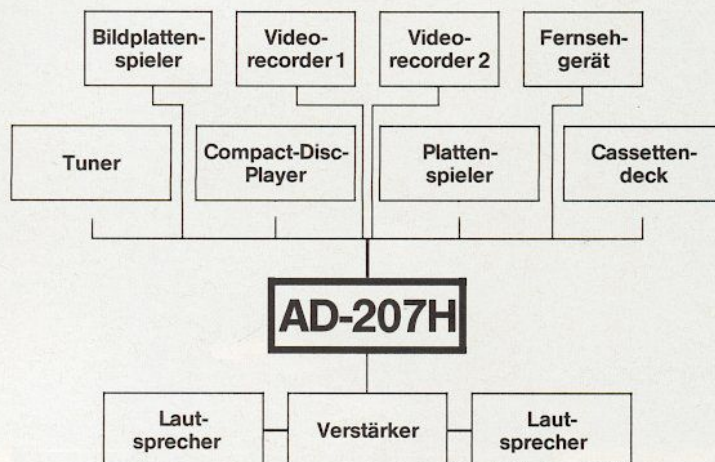 Bildplatten-
spieler
Video-
recorder 1
Video-
recorder 2
Fernseh-
gerät
Tuner
Compact-Disc-
Player
Platten-
spieler
Cassetten-
deck
AD-207H
Laut-
sprecher
Verstärker
Laut-
sprecher